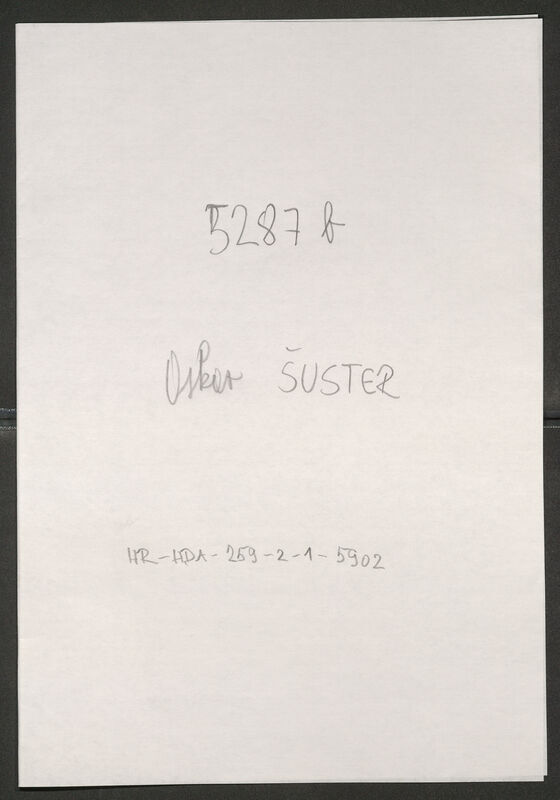 5287 b
Oskar ŠUSTER
HR-HDA-259-2-1-5902